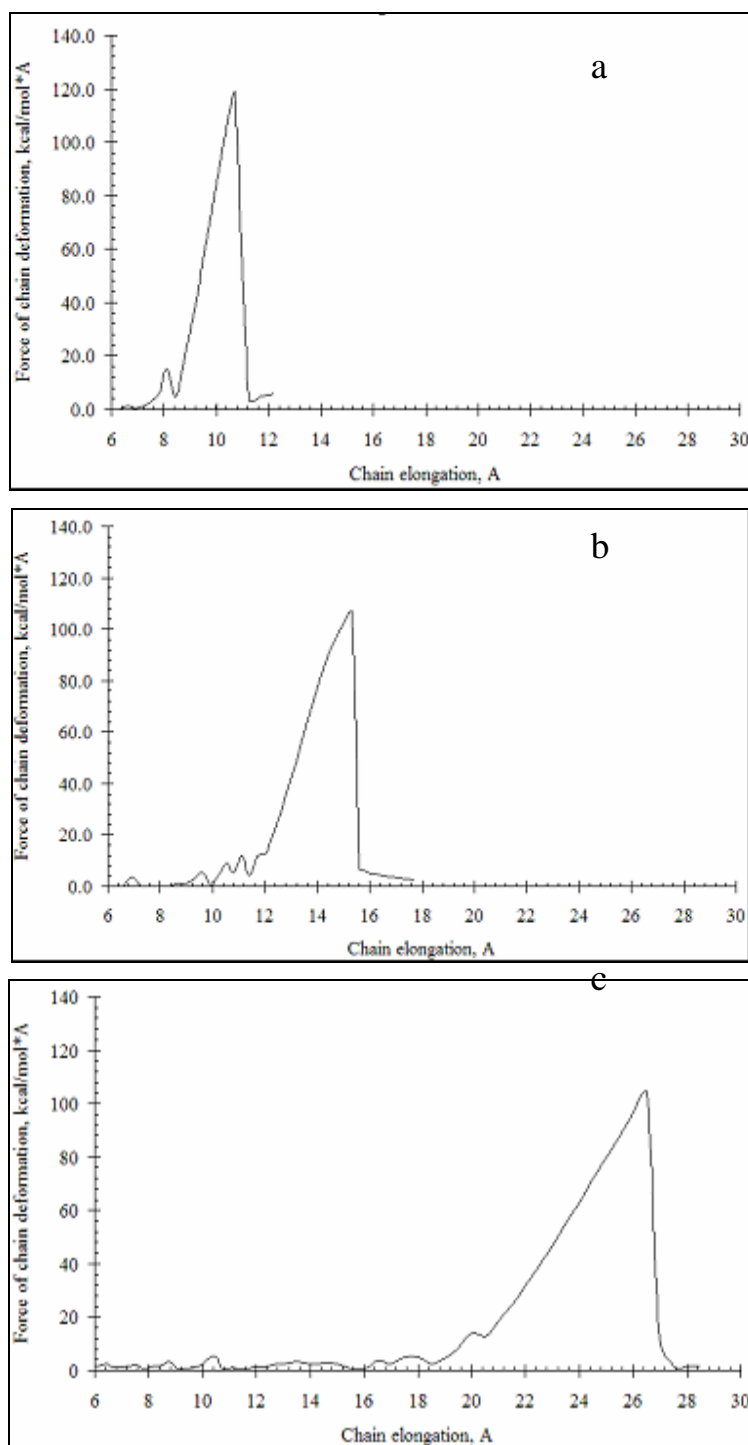 a
140.0
120.0
100.0
80.0
60.0
40.0
20.0
0.0
Force of chain deformation, kcal/mol*A
6 8 10 12 14 16 18 20 22 24 26 28 30
Chain elongation, A
b
140.0
120.0
100.0
80.0
60.0
40.0
20.0
0.0
Force of chain deformation, kcal/mol*A
6 8 10 12 14 16 18 20 22 24 26 28 30
Chain elongation, A
c
140
120
100
80
60
40
20
0
Force of chain deformation, kcal/mol*A
6 8 10 12 14 16 18 20 22 24 26 28 30
Chain elongation, A